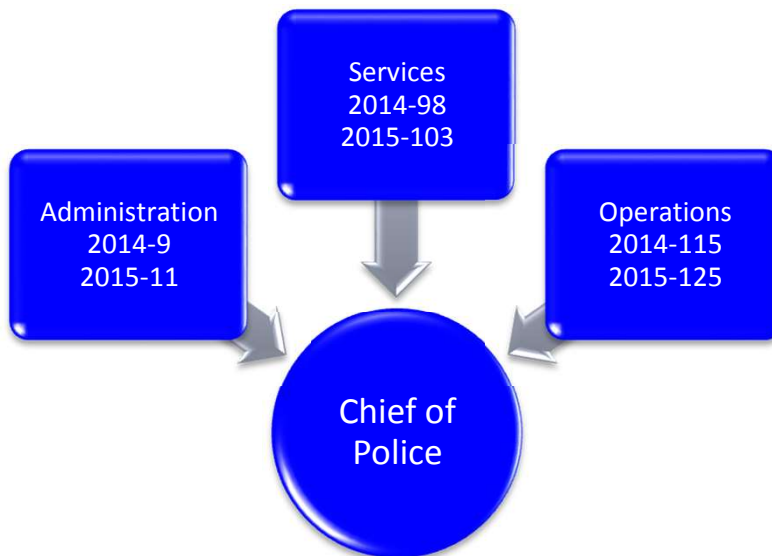 Services
2014-98
2015-103
Administration
2014-9
2015-11
Operations
2014-115
2015-125
Chief of
Police